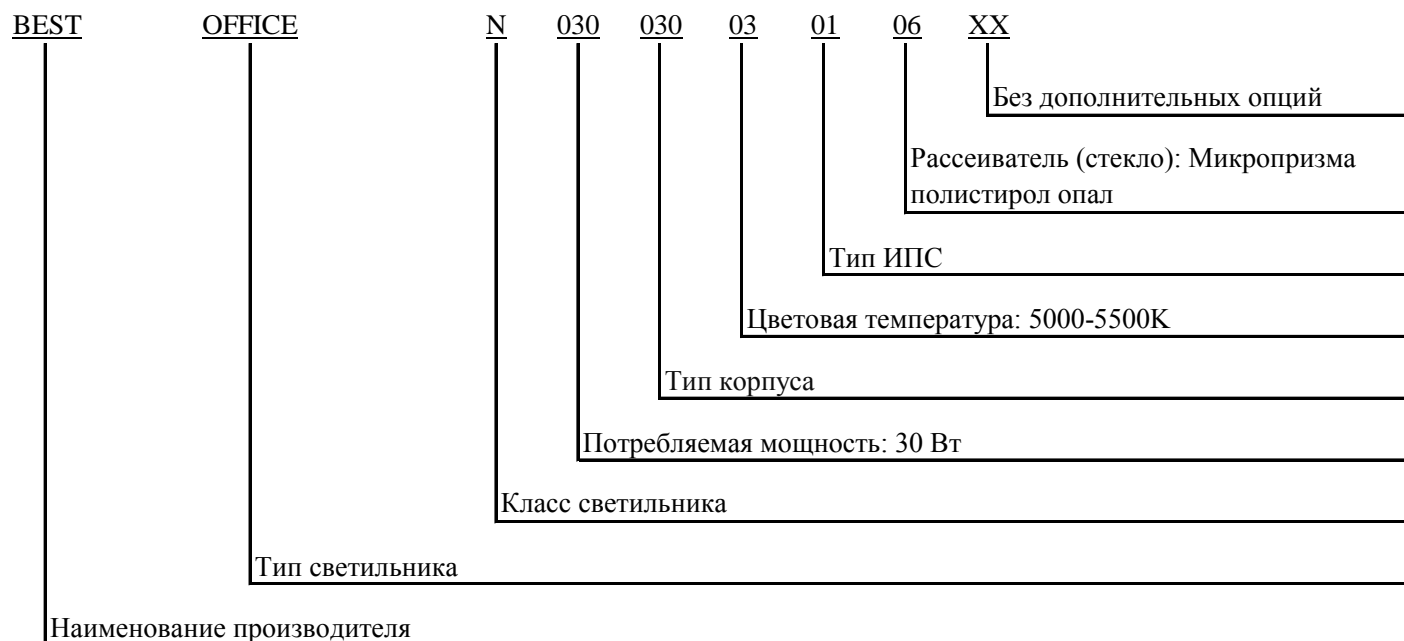 BEST OFFICE N 030 030 03 01 06 XX
Без дополнительных опций
Рассеиватель (стекло): Микропризма
полистирол опал
Тип ИПС
Цветовая температура: 5000-5500K
Тип корпуса
Потребляемая мощность: 30 Вт
Класс светильника
Тип светильника
Наименование производителя